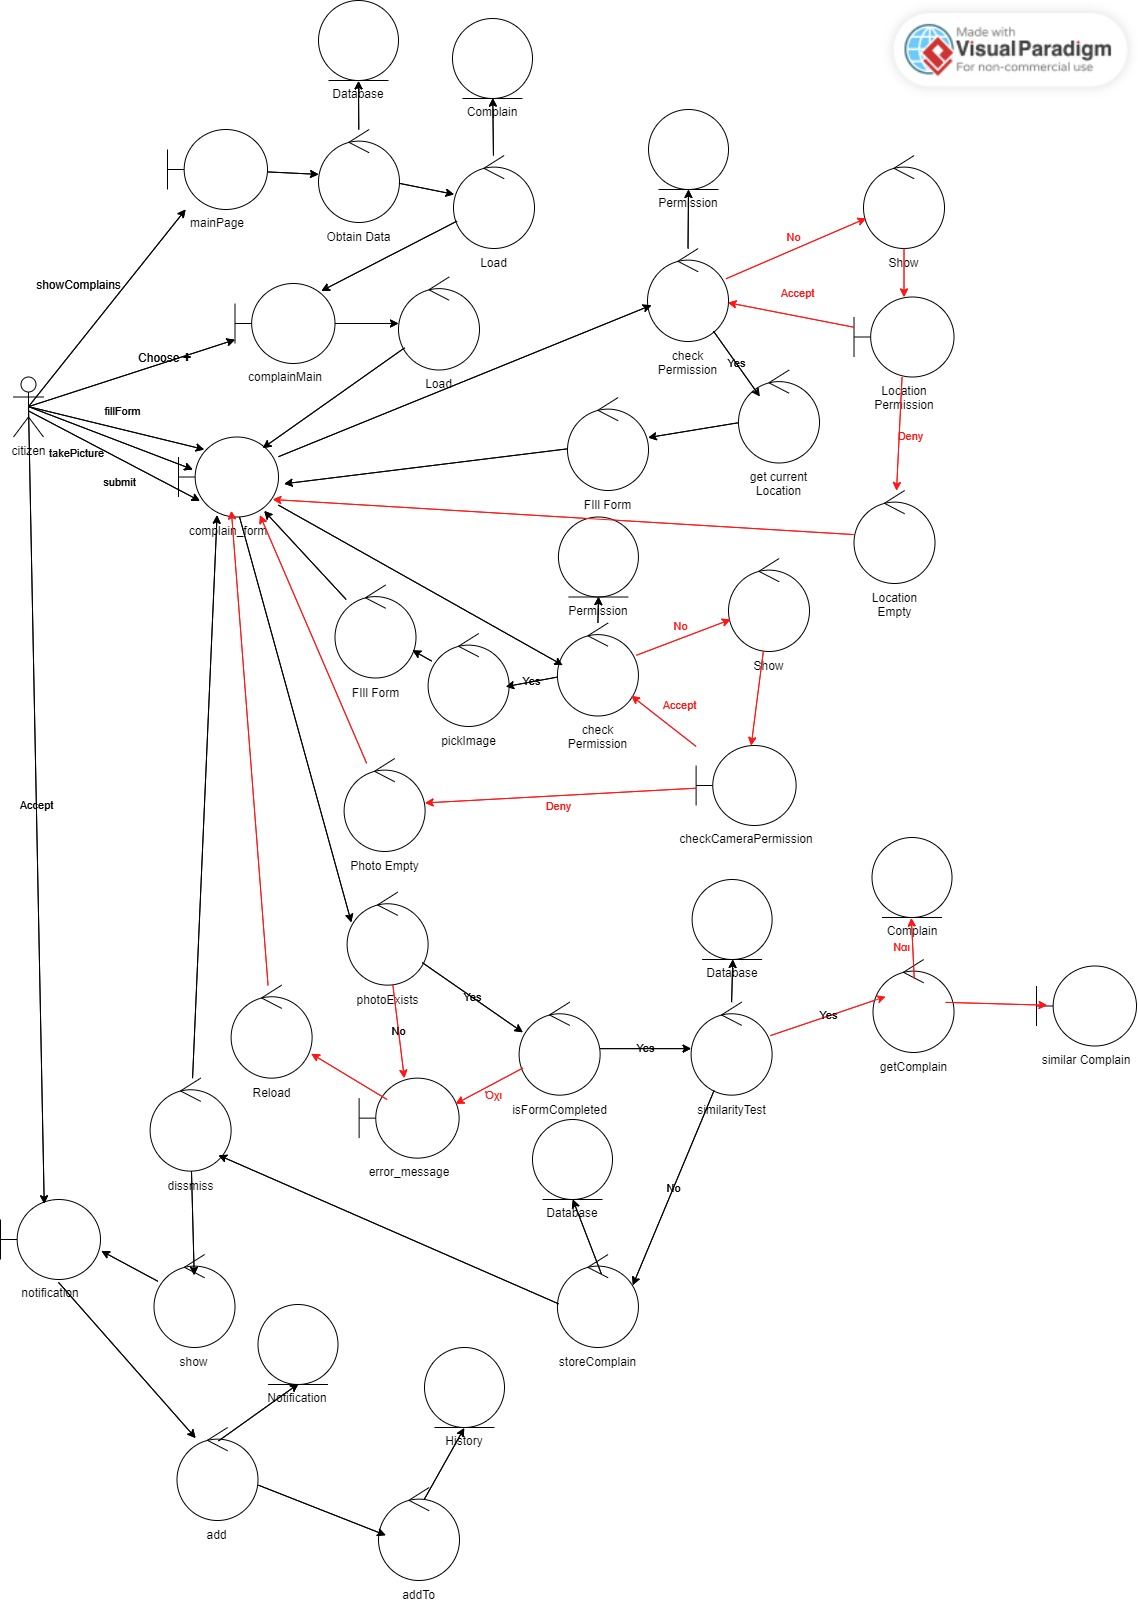 Made with
VisualParadigm
For non-commercial use
Database
Complain
mainPage
Obtain Data
Load
Permission
No
Show
showComplains
Accept
Choose +
complainMain
Load
check
Permission
Yes
Location
Permission
fillForm
citizen
takePicture
submit
Deny
get current
Location
FIll Form
complain_form
Location
Empty
Permission
No
Show
FIll Form
Yes
pickImage
check
Permission
Accept
Accept
Deny
checkCameraPermission
Photo Empty
Complain
Ναι
Database
photoExists
Yes
No
Yes
Yes
getComplain
similar Complain
Reload
Όχι
isFormCompleted
similarityTest
error_message
dissmiss
No
Database
notification
show
storeComplain
Notification
History
add
addTo